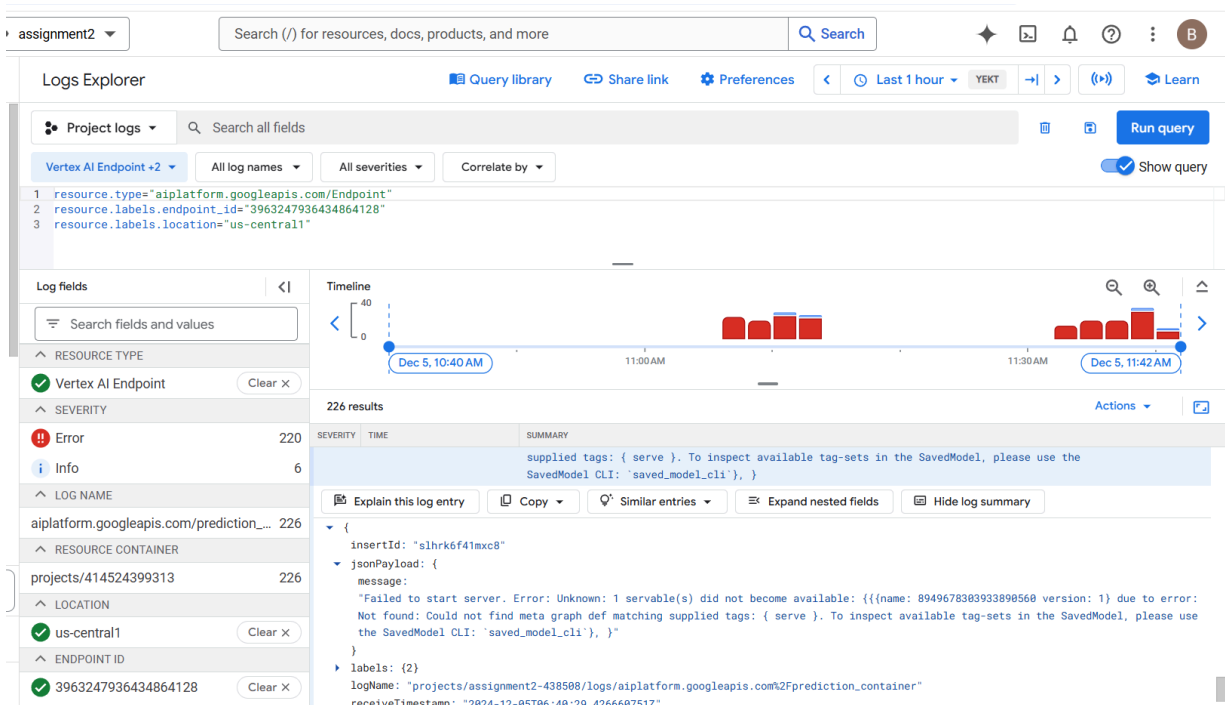 assignment2
Search (/) for resources, docs, products, and more
Search
B
Logs Explorer
Query library
Share link
Preferences
Last 1 hour
YEKT
Learn
Project logs
Search all fields
Run query
Vertex AI Endpoint +2
All log names
All severities
Correlate by
Show query
1 resource.type="aiplatform.googleapis.com/Endpoint"
2 resource.labels.endpoint_id="3963247936434864128"
3 resource.labels.location="us-central1"
Log fields
Search fields and values
RESOURCE TYPE
Vertex AI Endpoint
Clear
SEVERITY
Error 220
Info 6
LOG NAME
aiplatform.googleapis.com/prediction_... 226
RESOURCE CONTAINER
projects/414524399313 226
LOCATION
us-central1
Clear
ENDPOINT ID
3963247936434864128
Clear
Timeline
40
0
Dec 5, 10:40 AM
11:00 AM
11:30 AM
Dec 5, 11:42 AM
226 results
Actions
SEVERITY TIME SUMMARY
supplied tags: { serve }. To inspect available tag-sets in the SavedModel, please use the
SavedModel CLI: `saved_model_cli`}, }
Explain this log entry
Copy
Similar entries
Expand nested fields
Hide log summary
{
insertId: "slhrk6f41mxc8"
jsonPayload: {
message:
"Failed to start server. Error: Unknown: 1 servable(s) did not become available: {{{name: 8949678303933890560 version: 1} due to error:
Not found: Could not find meta graph def matching supplied tags: { serve }. To inspect available tag-sets in the SavedModel, please use
the SavedModel CLI: `saved_model_cli`}, }"
}
labels: {2}
logName: "projects/assignment2-438508/logs/aiplatform.googleapis.com%2Fprediction_container"
receiveTimestamp: "2024-12-05T06:40:29.426660751Z"